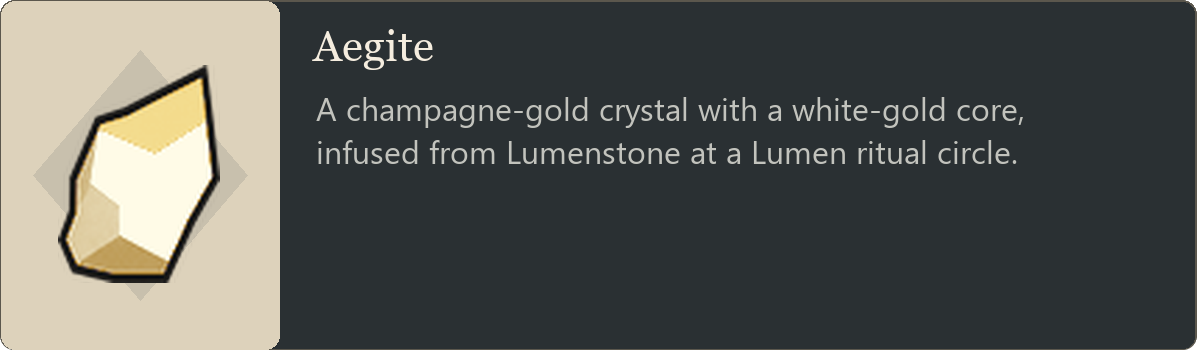 Aegite
A champagne-gold crystal with a white-gold core,
infused from Lumenstone at a Lumen ritual circle.